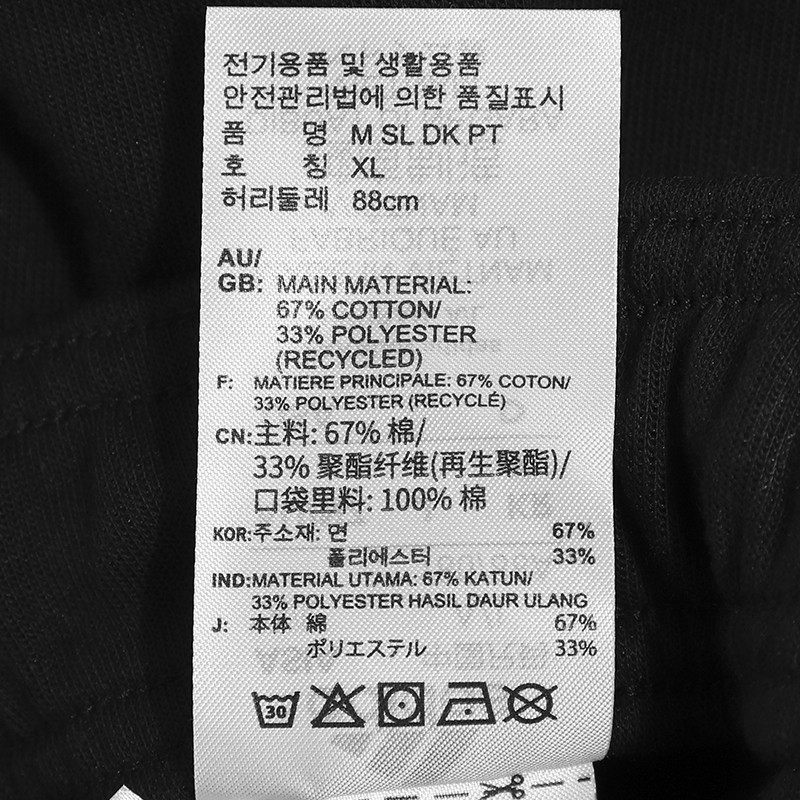 전기용품 및 생활용품
안전관리법에 의한 품질표시
품 명 M SL DK PT
호 칭 XL
허리둘레 88cm
AU/
GB: MAIN MATERIAL:
67% COTTON/
33% POLYESTER
(RECYCLED)
F: MATIERE PRINCIPALE: 67% COTON/
33% POLYESTER (RECYCLÉ)
CN:主料: 67% 棉/
33% 聚酯纤维(再生聚酯)/
口袋里料: 100% 棉
KOR:주소재: 면 67%
폴리에스터 33%
IND:MATERIAL UTAMA: 67% KATUN/
33% POLYESTER HASIL DAUR ULANG
J: 本体 綿 67%
ポリエステル 33%
30